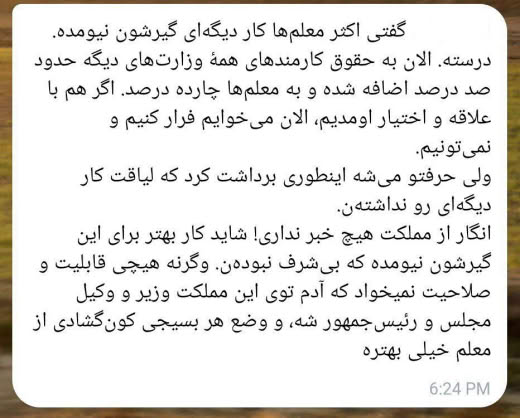 گفتی اکثر معلم‌ها کار دیگه‌ای گیرشون نیومده.
درسته. الان به حقوق کارمندهای همهٔ وزارت‌های دیگه حدود
صد درصد اضافه شده و به معلم‌ها چارده درصد. اگر هم با
علاقه و اختیار اومدیم، الان می‌خوایم فرار کنیم و
نمی‌تونیم.
ولی حرفتو می‌شه اینطوری برداشت کرد که لیاقت کار
دیگه‌ای رو نداشته‌ن.
انگار از مملکت هیچ خبر نداری! شاید کار بهتر برای این
گیرشون نیومده که بی‌شرف نبوده‌ن. وگرنه هیچی قابلیت و
صلاحیت نمیخواد که آدم توی این مملکت وزیر و وکیل
مجلس و رئیس‌جمهور شه، و وضع هر بسیجی کون‌گشادی از
معلم خیلی بهتره
6:24 PM